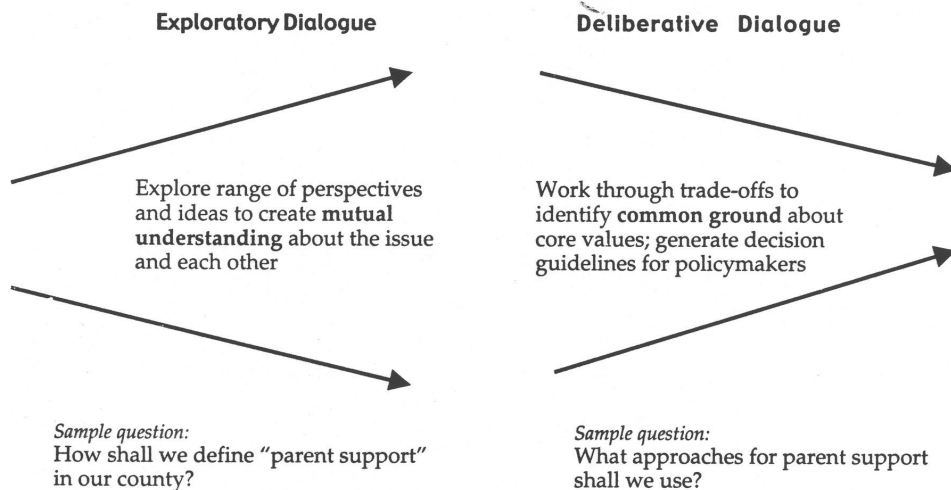 Exploratory Dialogue
Explore range of perspectives
and ideas to create mutual
understanding about the issue
and each other
Sample question:
How shall we define “parent support”
in our county?
Deliberative Dialogue
Work through trade-offs to
identify common ground about
core values; generate decision
guidelines for policymakers
Sample question:
What approaches for parent support
shall we use?